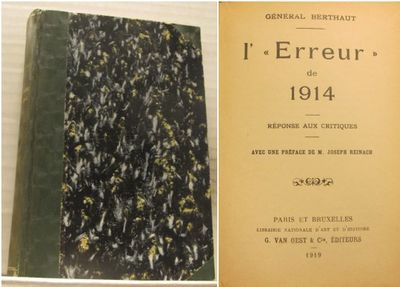 GÉNÉRAL BERTHAUT
l' « Erreur »
de
1914
RÉPONSE AUX CRITIQUES
AVEC UNE PRÉFACE DE M. JOSEPH REINACH
PARIS ET BRUXELLES
LIBRAIRIE NATIONALE D'ART ET D'HISTOIRE
G. VAN OEST & Cie, ÉDITEURS
1919